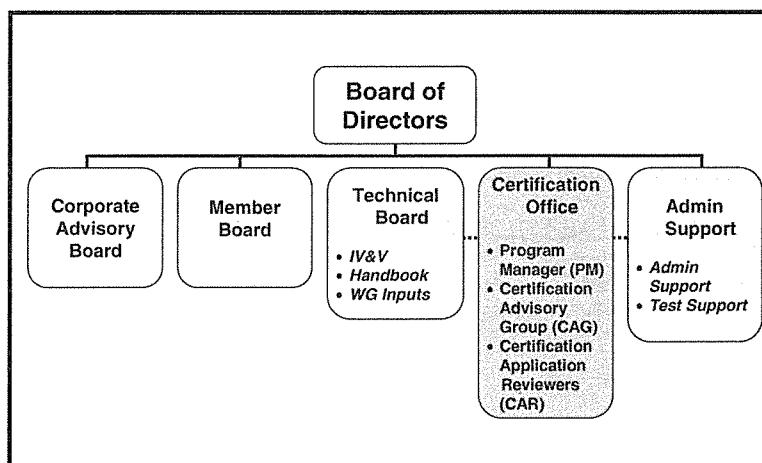 Board of
Directors
Corporate
Advisory
Board
Member
Board
Technical
Board
• IV&V
• Handbook
• WG Inputs
Certification
Office
• Program
Manager (PM)
• Certification
Advisory
Group (CAG)
• Certification
Application
Reviewers
(CAR)
Admin
Support
• Admin
Support
• Test Support